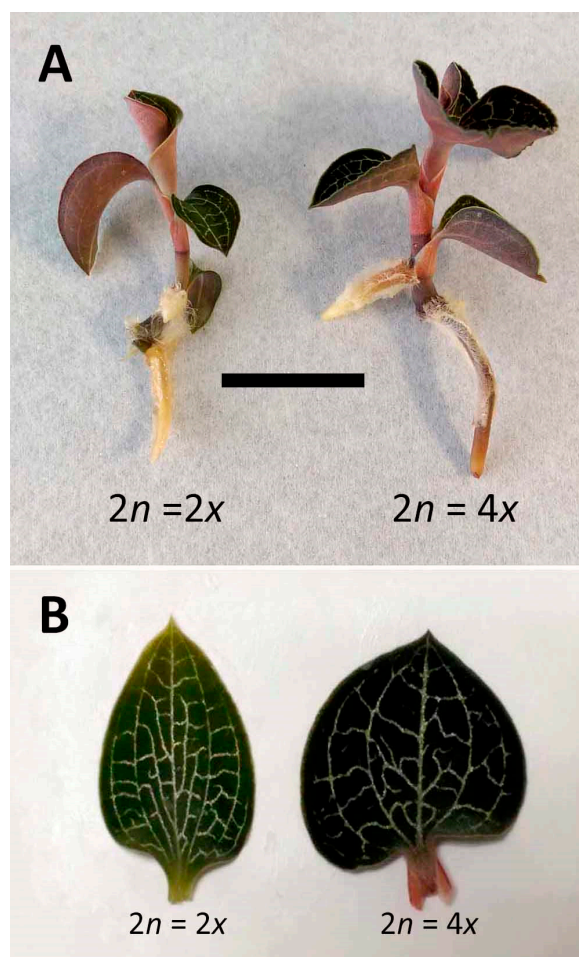 A
2n =2x
2n = 4x
B
2n = 2x
2n = 4x